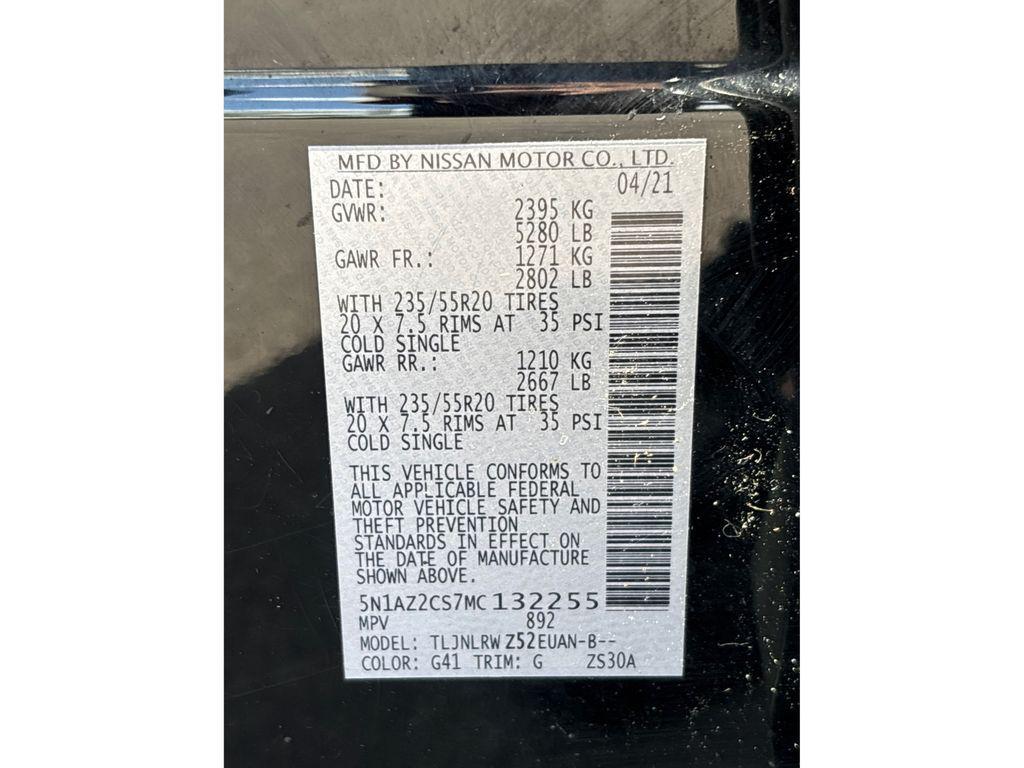 MFD BY NISSAN MOTOR CO., LTD.
DATE: 04/21
GVWR: 2395 KG
5280 LB
GAWR FR.: 1271 KG
2802 LB
WITH 235/55R20 TIRES
20 X 7.5 RIMS AT 35 PSI
COLD SINGLE
GAWR RR.: 1210 KG
2667 LB
WITH 235/55R20 TIRES
20 X 7.5 RIMS AT 35 PSI
COLD SINGLE
THIS VEHICLE CONFORMS TO
ALL APPLICABLE FEDERAL
MOTOR VEHICLE SAFETY AND
THEFT PREVENTION
STANDARDS IN EFFECT ON
THE DATE OF MANUFACTURE
SHOWN ABOVE.
5N1AZ2CS7MC132255
MPV 892
MODEL: TLJNLRW Z52EUAN-B--
COLOR: G41 TRIM: G ZS30A